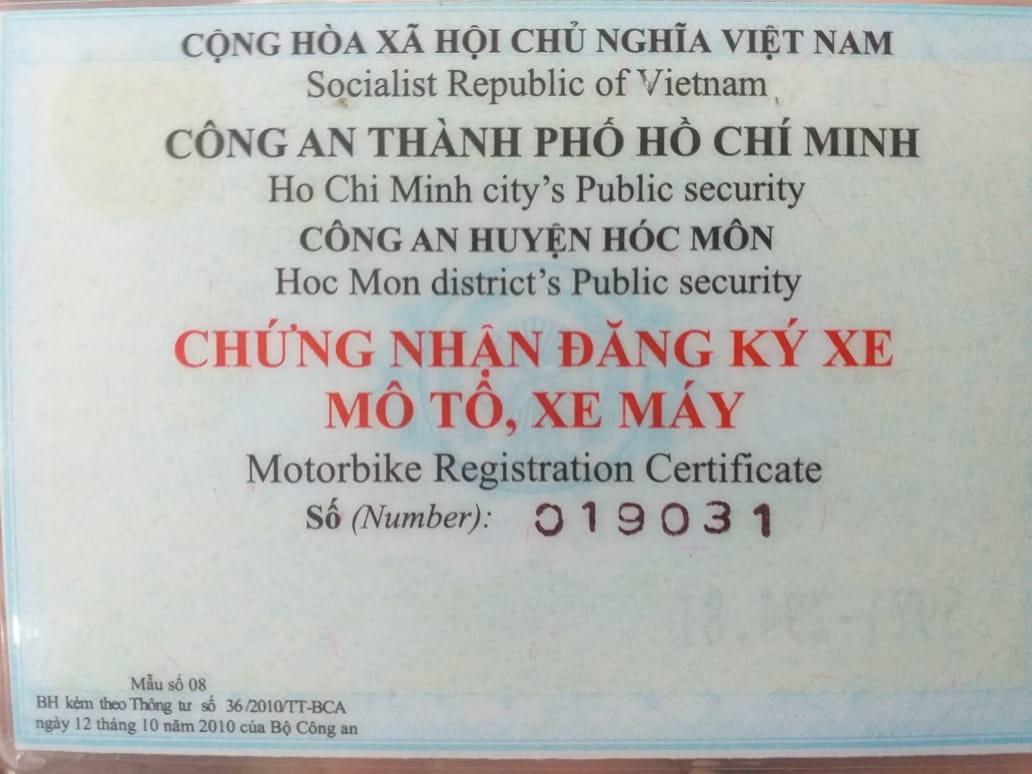 CỘNG HÒA XÃ HỘI CHỦ NGHĨA VIỆT NAM
Socialist Republic of Vietnam
CÔNG AN THÀNH PHỐ HỒ CHÍ MINH
Ho Chi Minh city's Public security
CÔNG AN HUYỆN HÓC MÔN
Hoc Mon district's Public security
CHỨNG NHẬN ĐĂNG KÝ XE
MÔ TÔ, XE MÁY
Motorbike Registration Certificate
Số (Number): 019031
Mẫu số 08
BH kèm theo Thông tư số 36/2010/TT-BCA
ngày 12 tháng 10 năm 2010 của Bộ Công an